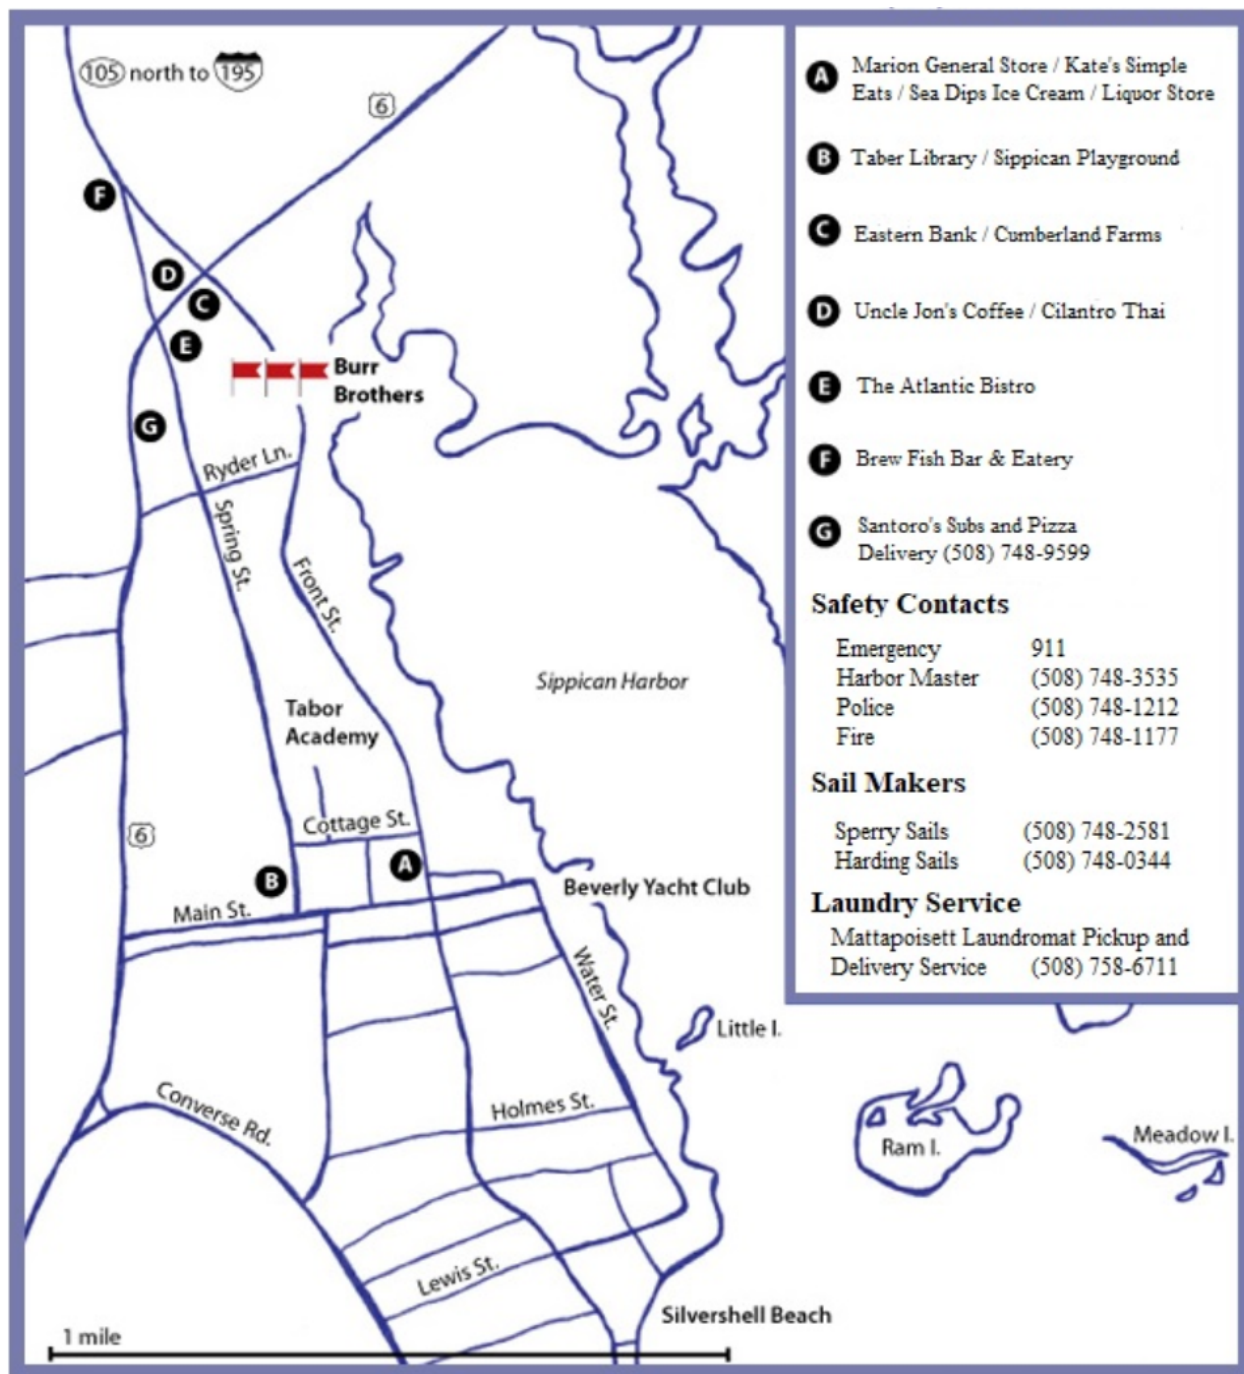 105 north to 195
6
F
D
C
E
Burr
Brothers
G
Ryder Ln.
Spring St.
Front St.
Sippican Harbor
Tabor
Academy
6
Cottage St.
A
B
Beverly Yacht Club
Main St.
Water St.
Little I.
Converse Rd.
Holmes St.
Ram I.
Meadow I.
Lewis St.
Silvershell Beach
1 mile
A Marion General Store / Kate's Simple
Eats / Sea Dips Ice Cream / Liquor Store
B Taber Library / Sippican Playground
C Eastern Bank / Cumberland Farms
D Uncle Jon's Coffee / Cilantro Thai
E The Atlantic Bistro
F Brew Fish Bar & Eatery
G Santoro's Subs and Pizza
Delivery (508) 748-9599
Safety Contacts
Emergency 911
Harbor Master (508) 748-3535
Police (508) 748-1212
Fire (508) 748-1177
Sail Makers
Sperry Sails (508) 748-2581
Harding Sails (508) 748-0344
Laundry Service
Mattapoisett Laundromat Pickup and
Delivery Service (508) 758-6711